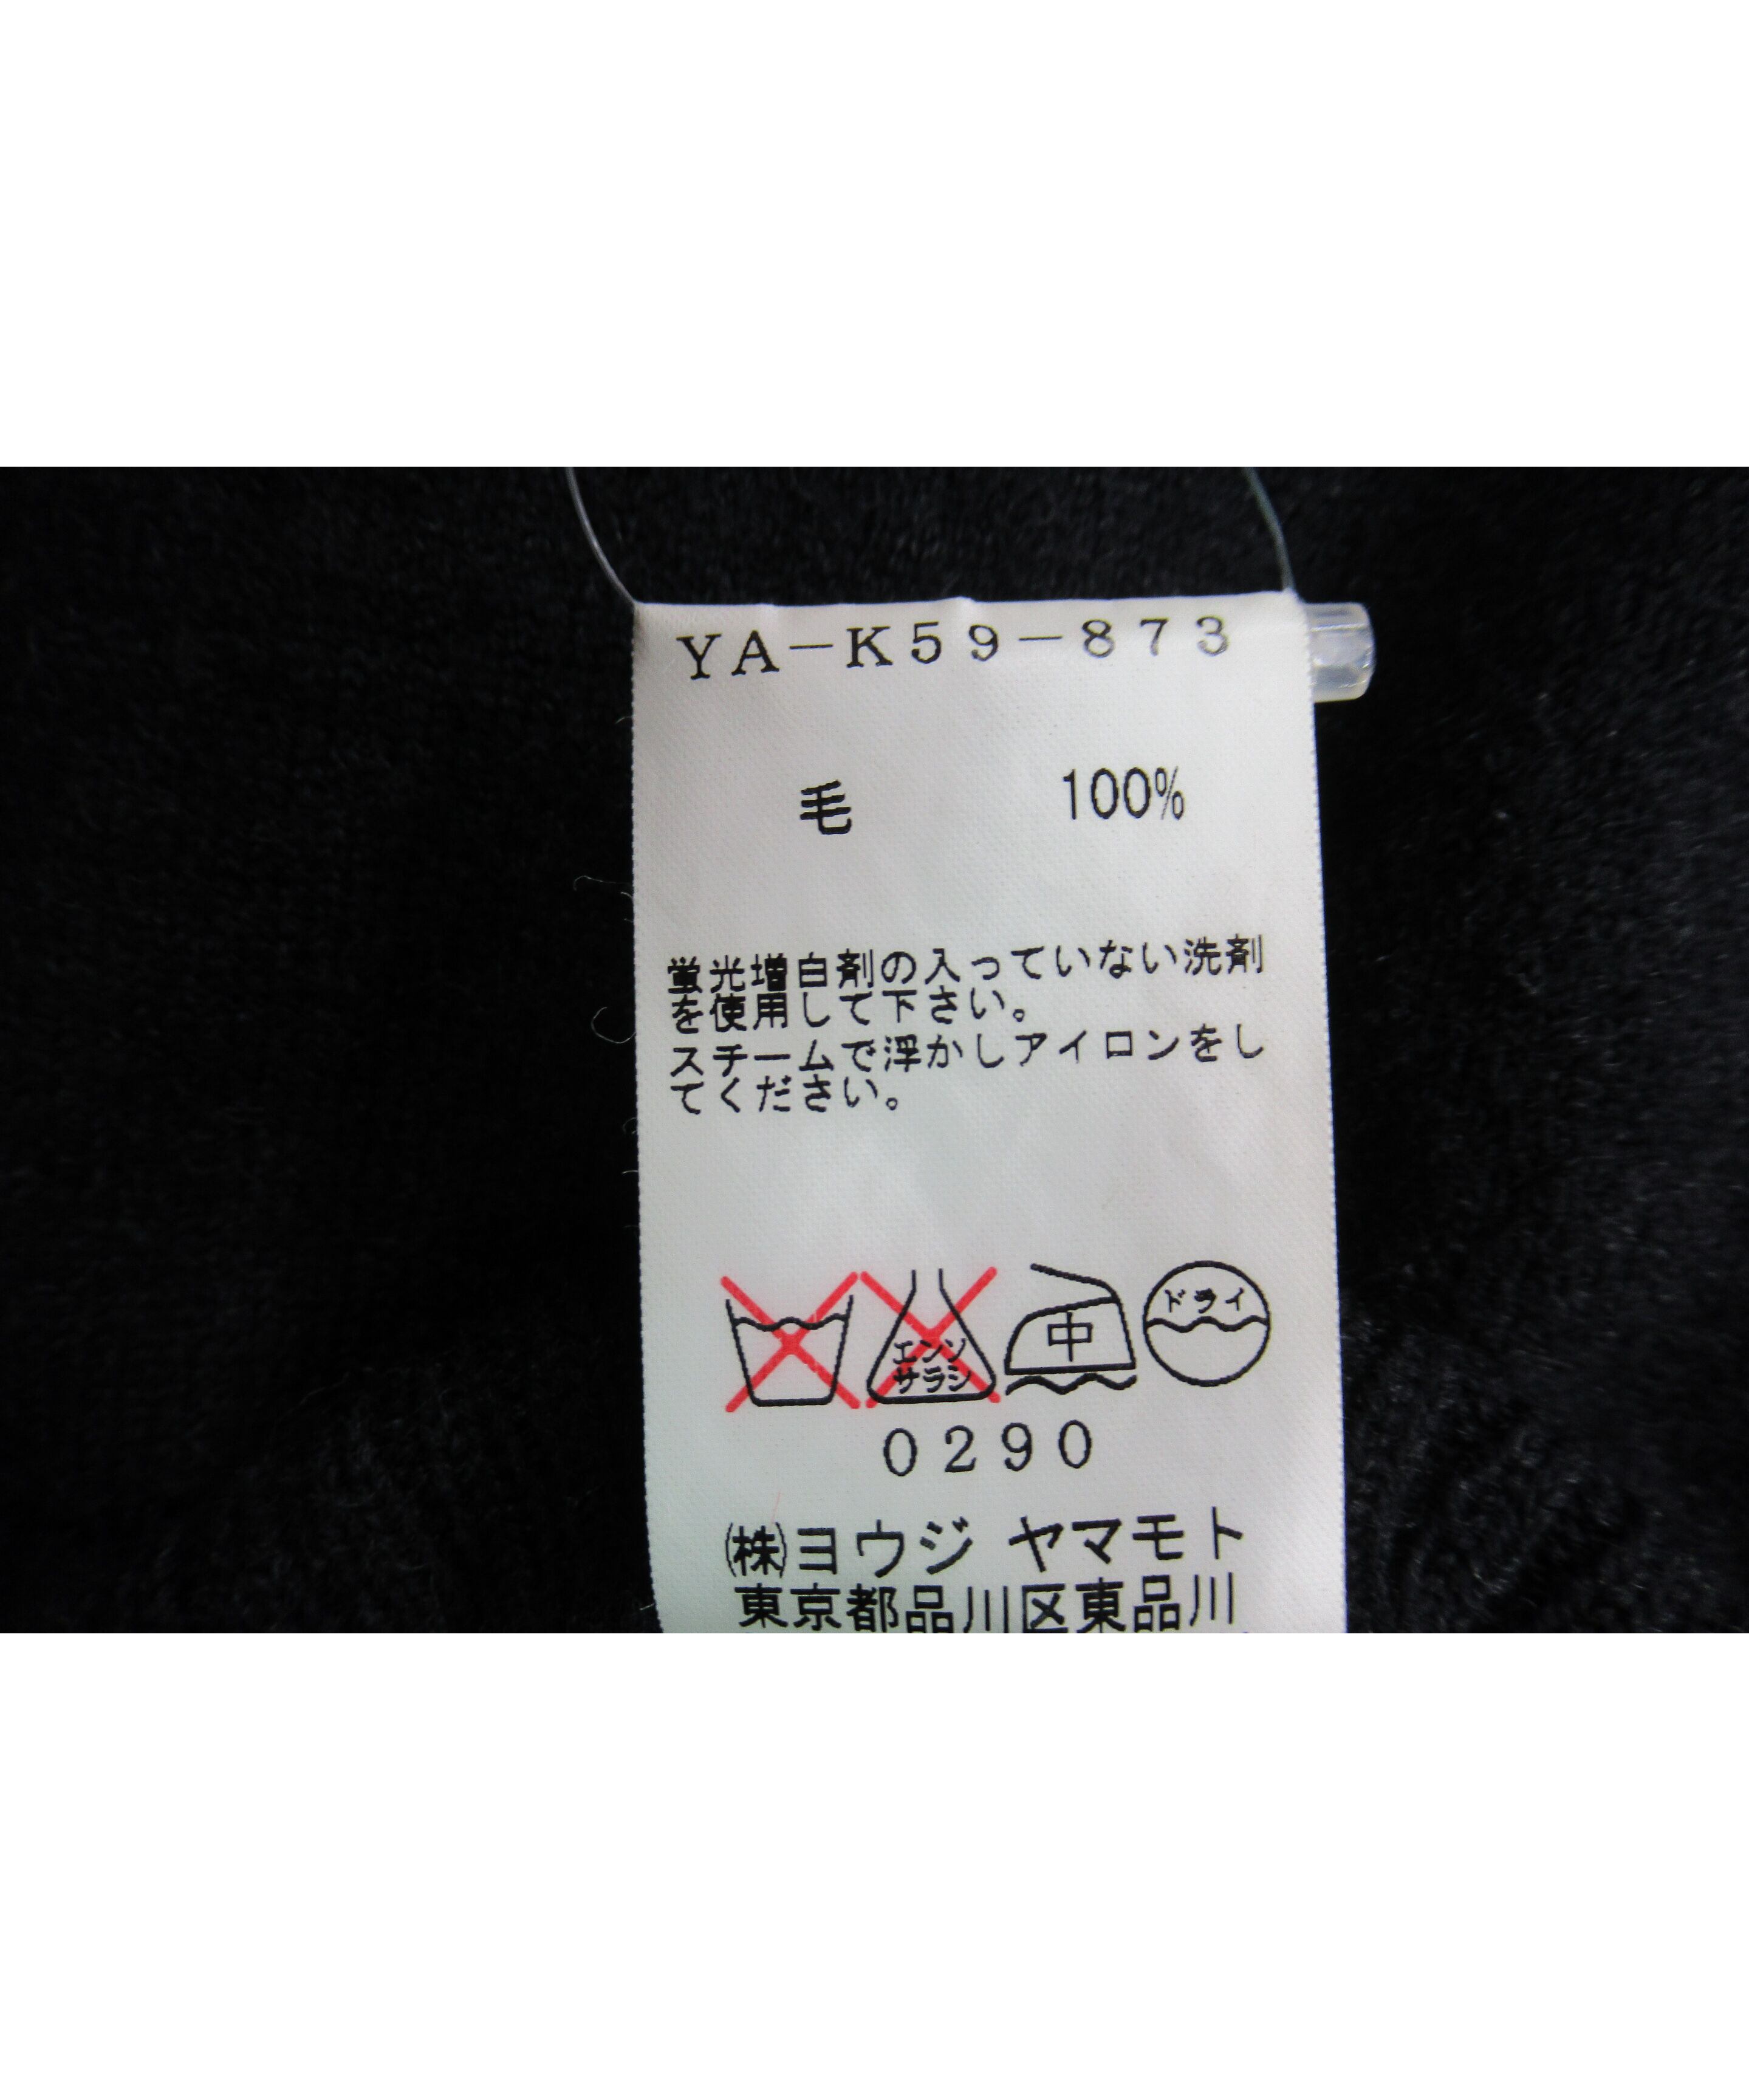 YA-K59-873
毛 100%
蛍光増白剤の入っていない洗剤
を使用して下さい。
スチームで浮かしアイロンをし
てください。
エンソ
サラシ
中
ドライ
0290
(株)ヨウジ ヤマモト
東京都品川区東品川